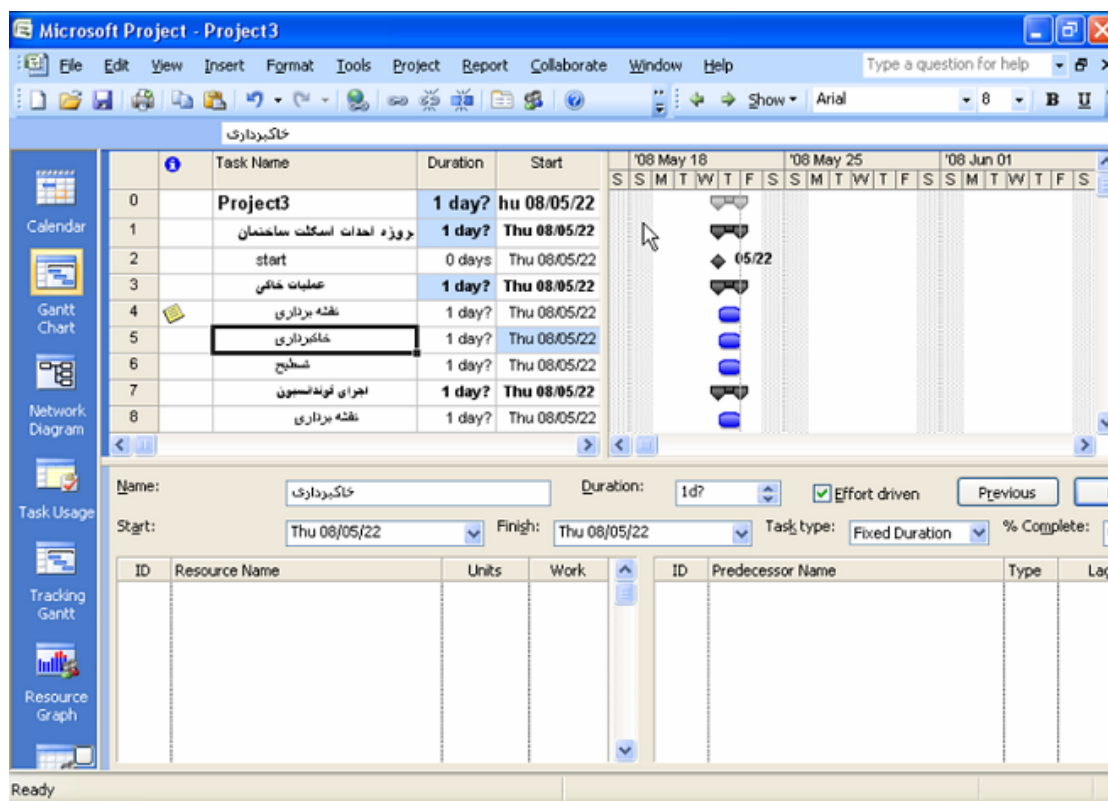 Microsoft Project - Project3
File Edit View Insert Format Tools Project Report Collaborate Window Help Type a question for help
Show Arial 8 B U
خاکبرداری
Task Name Duration Start '08 May 18 '08 May 25 '08 Jun 01
S S M T W T F S S M T W T F S S M T W T F S
0 Project3 1 day? hu 08/05/22
1 پروژه احداث اسکلت ساختمان 1 day? Thu 08/05/22
2 start 0 days Thu 08/05/22 05/22
3 عملیات خاکی 1 day? Thu 08/05/22
4 نقشه برداری 1 day? Thu 08/05/22
5 خاکبرداری 1 day? Thu 08/05/22
6 تسطیح 1 day? Thu 08/05/22
7 اجرای فونداسیون 1 day? Thu 08/05/22
8 نقشه برداری 1 day? Thu 08/05/22
Calendar
Gantt
Chart
Network
Diagram
Task Usage
Tracking
Gantt
Resource
Graph
Name: خاکبرداری Duration: 1d? Effort driven Previous
Start: Thu 08/05/22 Finish: Thu 08/05/22 Task type: Fixed Duration % Complete:
ID Resource Name Units Work ID Predecessor Name Type Lag
Ready